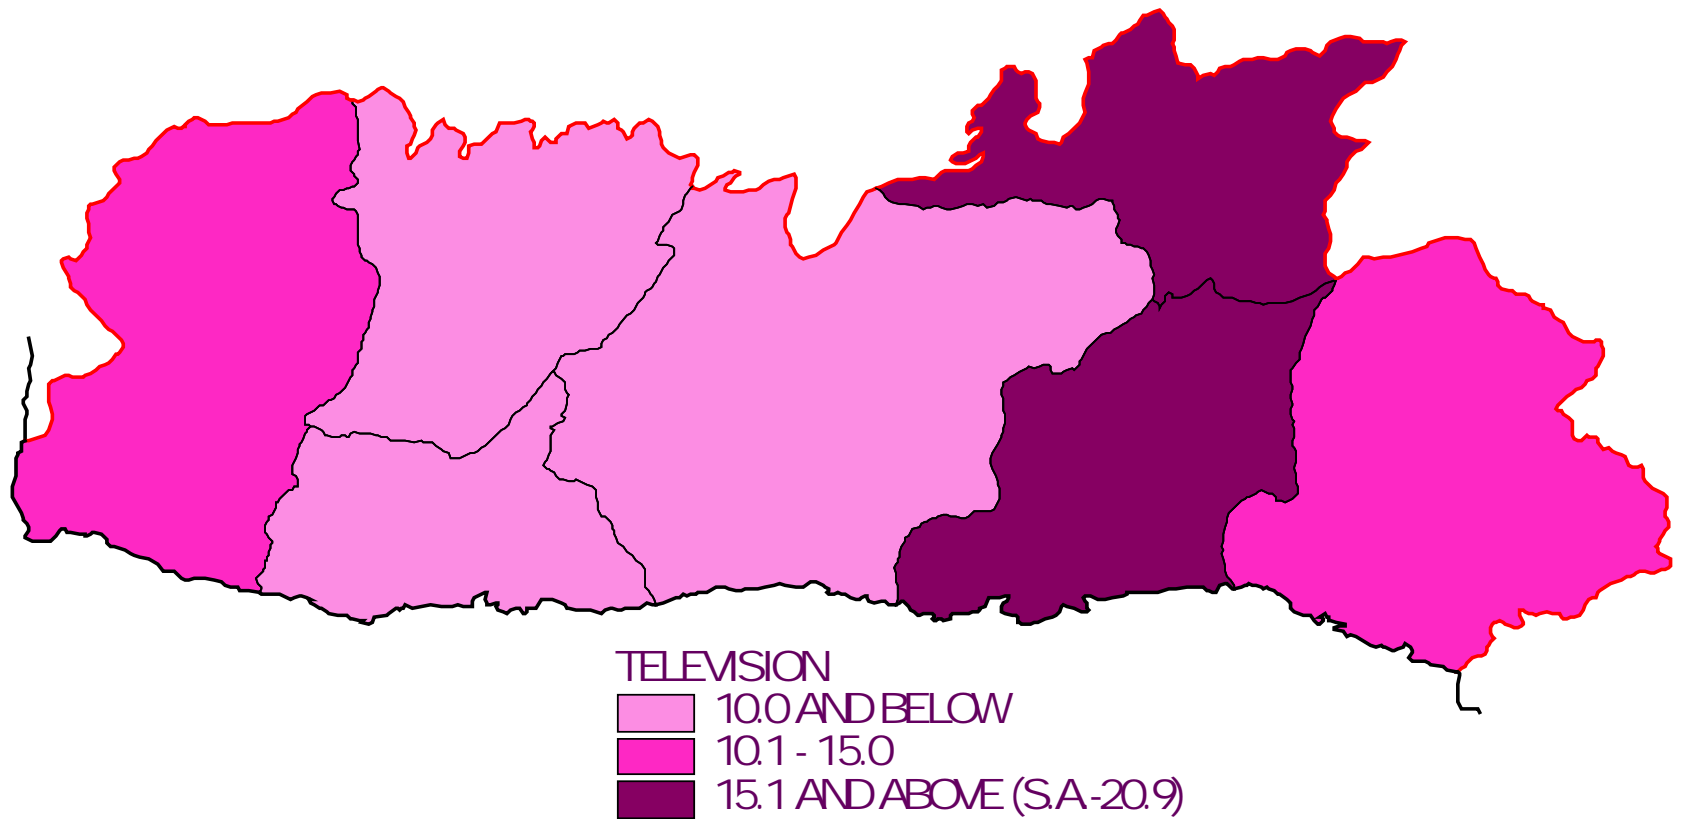 TELEVISION
10.0 AND BELOW
10.1 - 15.0
15.1 AND ABOVE (S.A.-20.9)